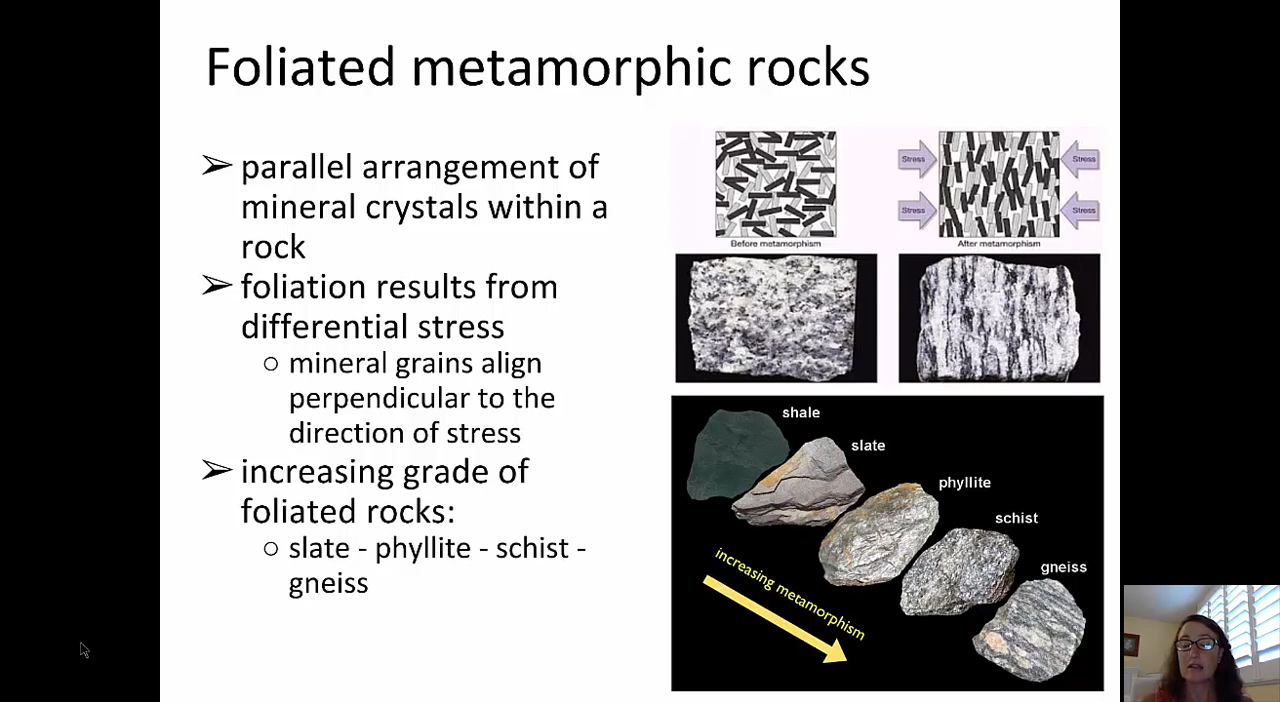 Foliated metamorphic rocks
➢ parallel arrangement of
mineral crystals within a
rock
➢ foliation results from
differential stress
○ mineral grains align
perpendicular to the
direction of stress
➢ increasing grade of
foliated rocks:
○ slate - phyllite - schist -
gneiss
Stress
Stress
Stress
Stress
Before metamorphism
After metamorphism
shale
slate
phyllite
schist
gneiss
increasing metamorphism